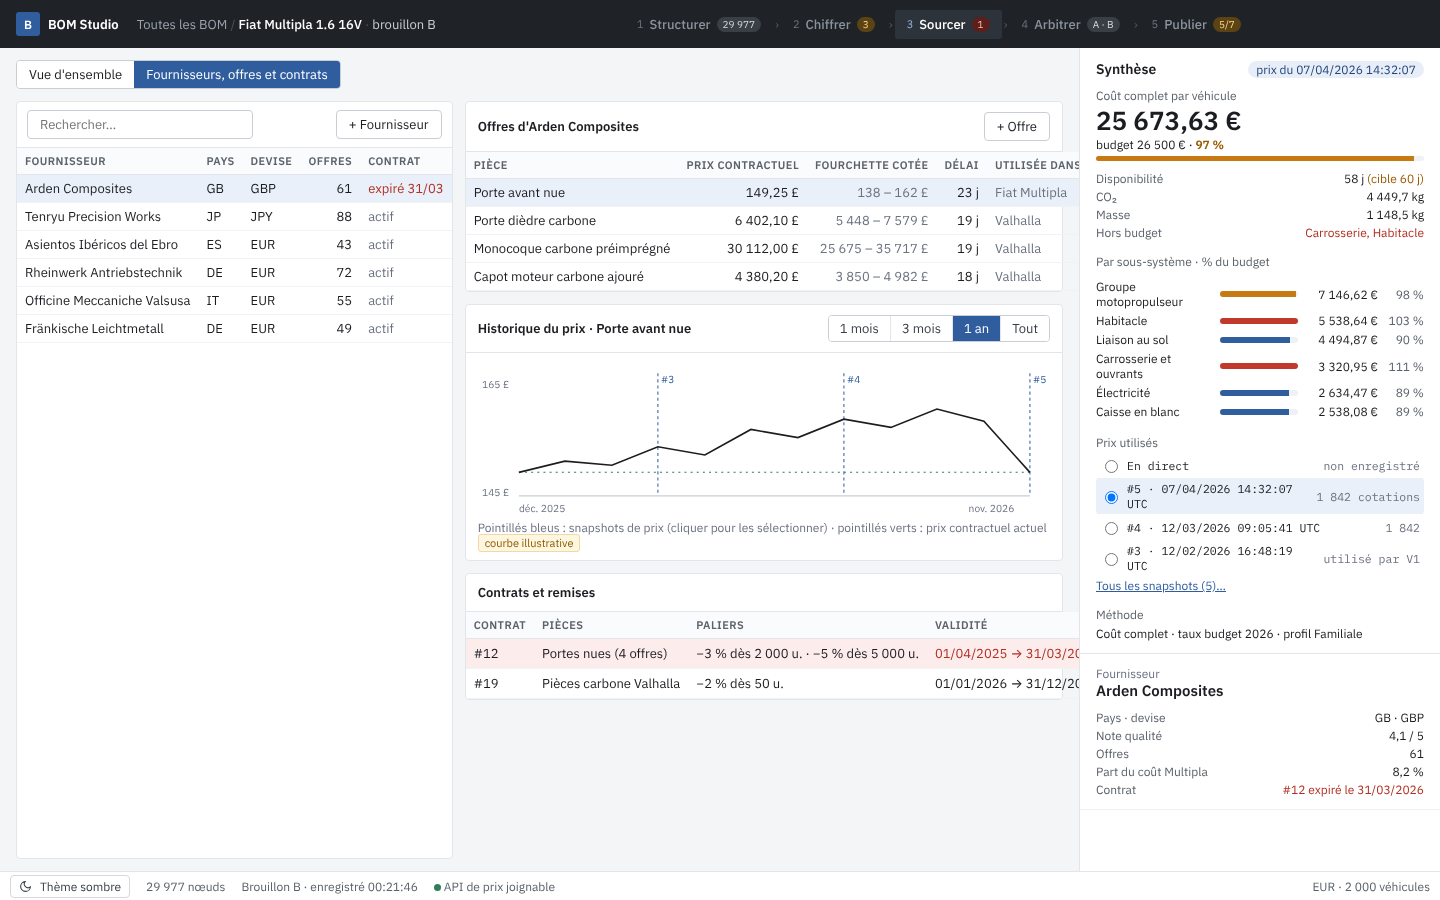 B BOM Studio Toutes les BOM / Fiat Multipla 1.6 16V · brouillon B 1 Structurer 29 977 › 2 Chiffrer 3 › 3 Sourcer 1 › 4 Arbitrer A · B › 5 Publier 5/7
Vue d'ensemble Fournisseurs, offres et contrats
Rechercher... + Fournisseur
FOURNISSEUR PAYS DEVISE OFFRES CONTRAT
Arden Composites GB GBP 61 expiré 31/03
Tenryu Precision Works JP JPY 88 actif
Asientos Ibéricos del Ebro ES EUR 43 actif
Rheinwerk Antriebstechnik DE EUR 72 actif
Officine Meccaniche Valsusa IT EUR 55 actif
Fränkische Leichtmetall DE EUR 49 actif
Offres d'Arden Composites + Offre
PIÈCE PRIX CONTRACTUEL FOURCHETTE COTÉE DÉLAI UTILISÉE DANS
Porte avant nue 149,25 £ 138 – 162 £ 23 j Fiat Multipla
Porte dièdre carbone 6 402,10 £ 5 448 – 7 579 £ 19 j Valhalla
Monocoque carbone préimprégné 30 112,00 £ 25 675 – 35 717 £ 19 j Valhalla
Capot moteur carbone ajouré 4 380,20 £ 3 850 – 4 982 £ 18 j Valhalla
Historique du prix · Porte avant nue 1 mois 3 mois 1 an Tout
165 £ #3 #4 #5
145 £
déc. 2025 nov. 2026
Pointillés bleus : snapshots de prix (cliquer pour les sélectionner) · pointillés verts : prix contractuel actuel
courbe illustrative
Contrats et remises
CONTRAT PIÈCES PALIERS VALIDITÉ
#12 Portes nues (4 offres) −3 % dès 2 000 u. · −5 % dès 5 000 u. 01/04/2025 → 31/03/20
#19 Pièces carbone Valhalla −2 % dès 50 u. 01/01/2026 → 31/12/20
Synthèse prix du 07/04/2026 14:32:07
Coût complet par véhicule
25 673,63 €
budget 26 500 € · 97 %
Disponibilité 58 j (cible 60 j)
CO₂ 4 449,7 kg
Masse 1 148,5 kg
Hors budget Carrosserie, Habitacle
Par sous-système · % du budget
Groupe
motopropulseur 7 146,62 € 98 %
Habitacle 5 538,64 € 103 %
Liaison au sol 4 494,87 € 90 %
Carrosserie et
ouvrants 3 320,95 € 111 %
Électricité 2 634,47 € 89 %
Caisse en blanc 2 538,08 € 89 %
Prix utilisés
En direct non enregistré
#5 · 07/04/2026 14:32:07
UTC 1 842 cotations
#4 · 12/03/2026 09:05:41 UTC 1 842
#3 · 12/02/2026 16:48:19
UTC utilisé par V1
Tous les snapshots (5)...
Méthode
Coût complet · taux budget 2026 · profil Familiale
Fournisseur
Arden Composites
Pays · devise GB · GBP
Note qualité 4,1 / 5
Offres 61
Part du coût Multipla 8,2 %
Contrat #12 expiré le 31/03/2026
Thème sombre 29 977 nœuds Brouillon B · enregistré 00:21:46 API de prix joignable EUR · 2 000 véhicules